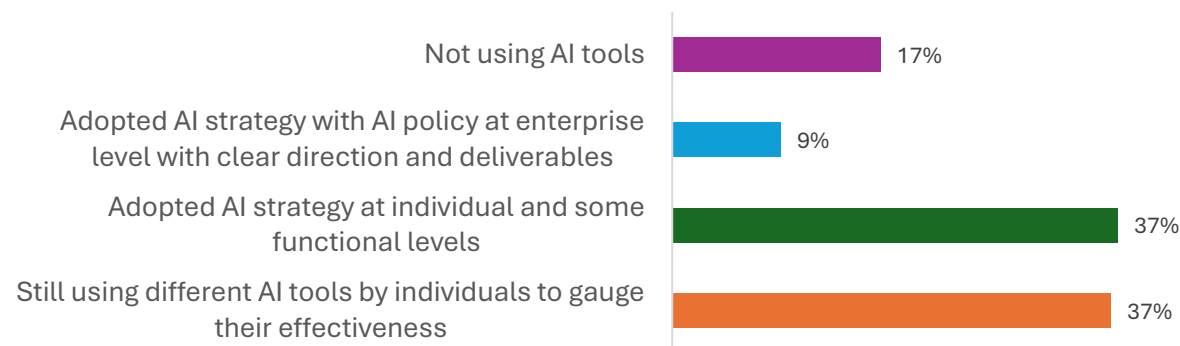 Not using AI tools
17%
Adopted AI strategy with AI policy at enterprise
level with clear direction and deliverables
9%
Adopted AI strategy at individual and some
functional levels
37%
Still using different AI tools by individuals to gauge
their effectiveness
37%